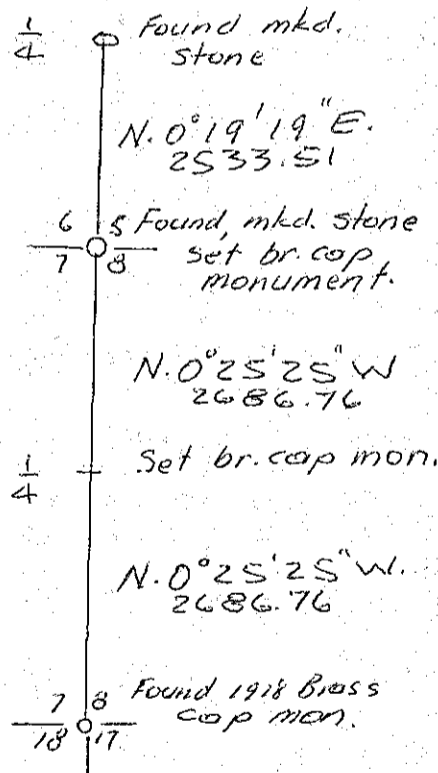 1/4 Found mkd.
stone
N. 0°19'19" E.
2533.51
6 5 Found, mkd. stone
7 8 set br. cap
monument.
N. 0°25'25" W
2686.76
1/4 Set br. cap mon.
N. 0°25'25" W.
2686.76
7 8 Found 1918 Brass
18 17 cap mon.